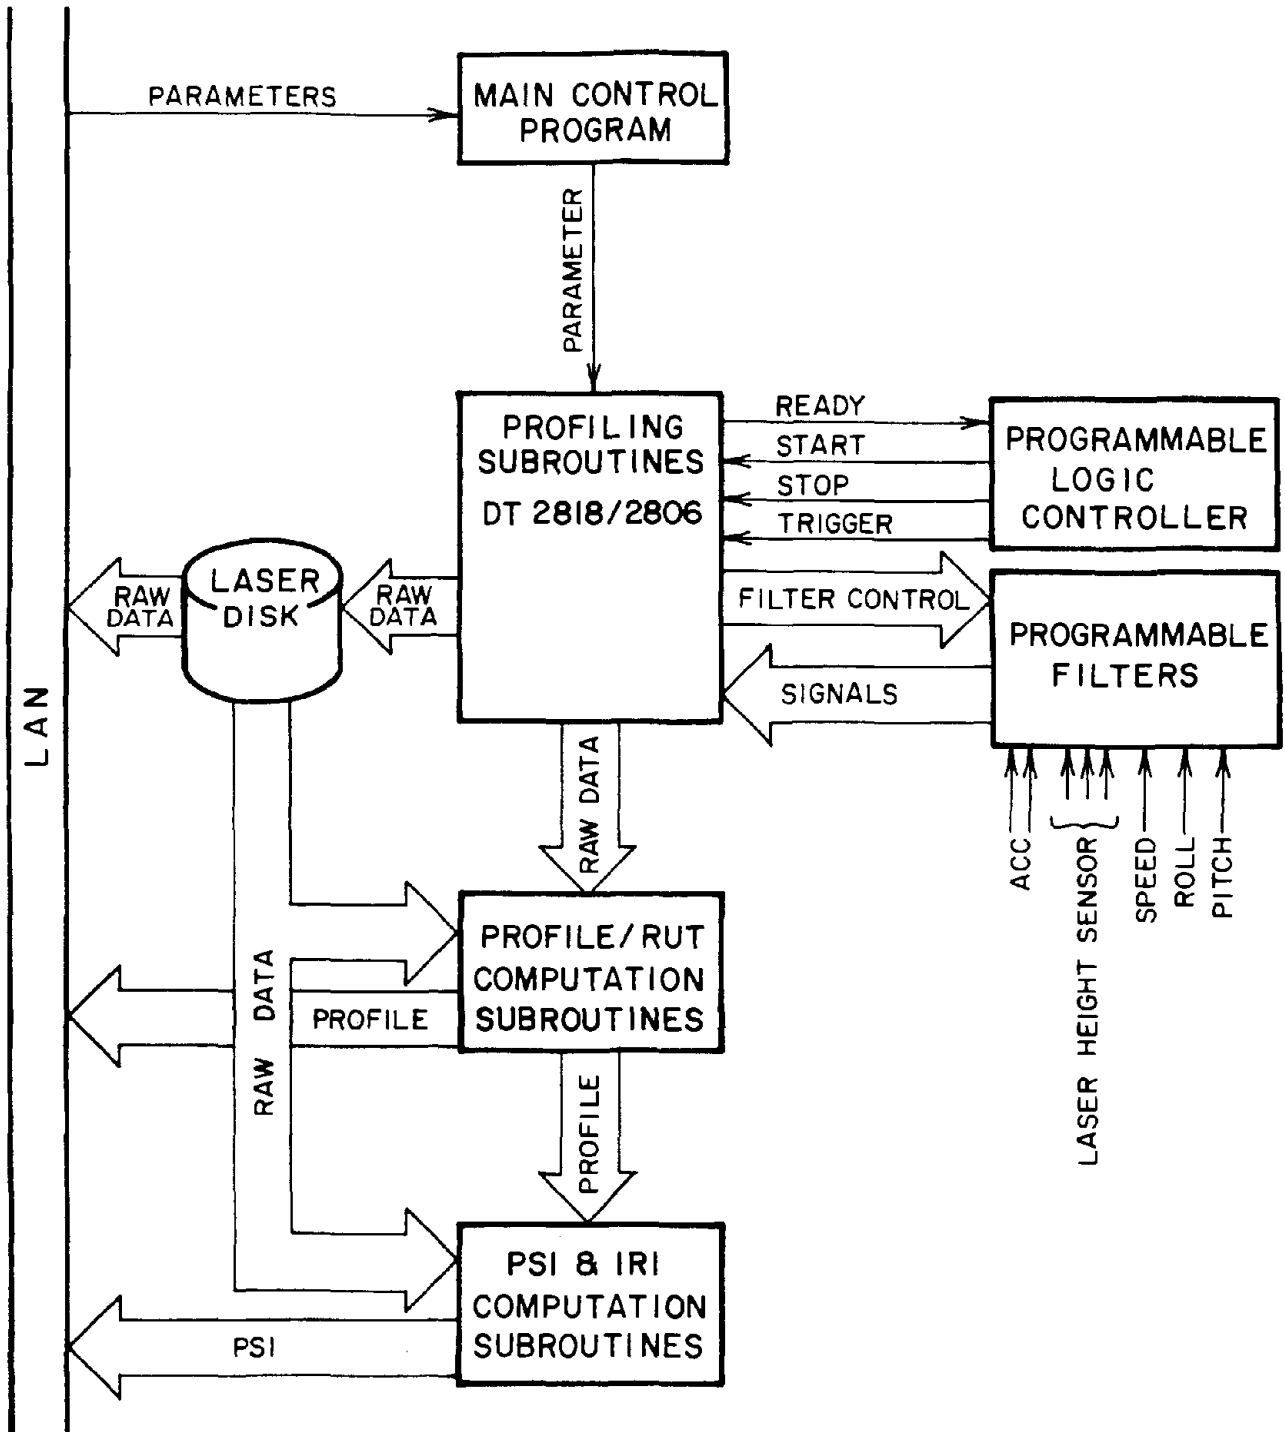 PARAMETERS
MAIN CONTROL
PROGRAM
PARAMETER
PROFILING
SUBROUTINES
DT 2818/2806
READY
START
STOP
TRIGGER
PROGRAMMABLE
LOGIC
CONTROLLER
FILTER CONTROL
SIGNALS
PROGRAMMABLE
FILTERS
LASER
DISK
RAW
DATA
RAW
DATA
LAN
RAW DATA
ACC
LASER HEIGHT SENSOR
SPEED
ROLL
PITCH
PROFILE/RUT
COMPUTATION
SUBROUTINES
PROFILE
RAW DATA
PROFILE
PSI & IRI
COMPUTATION
SUBROUTINES
PSI